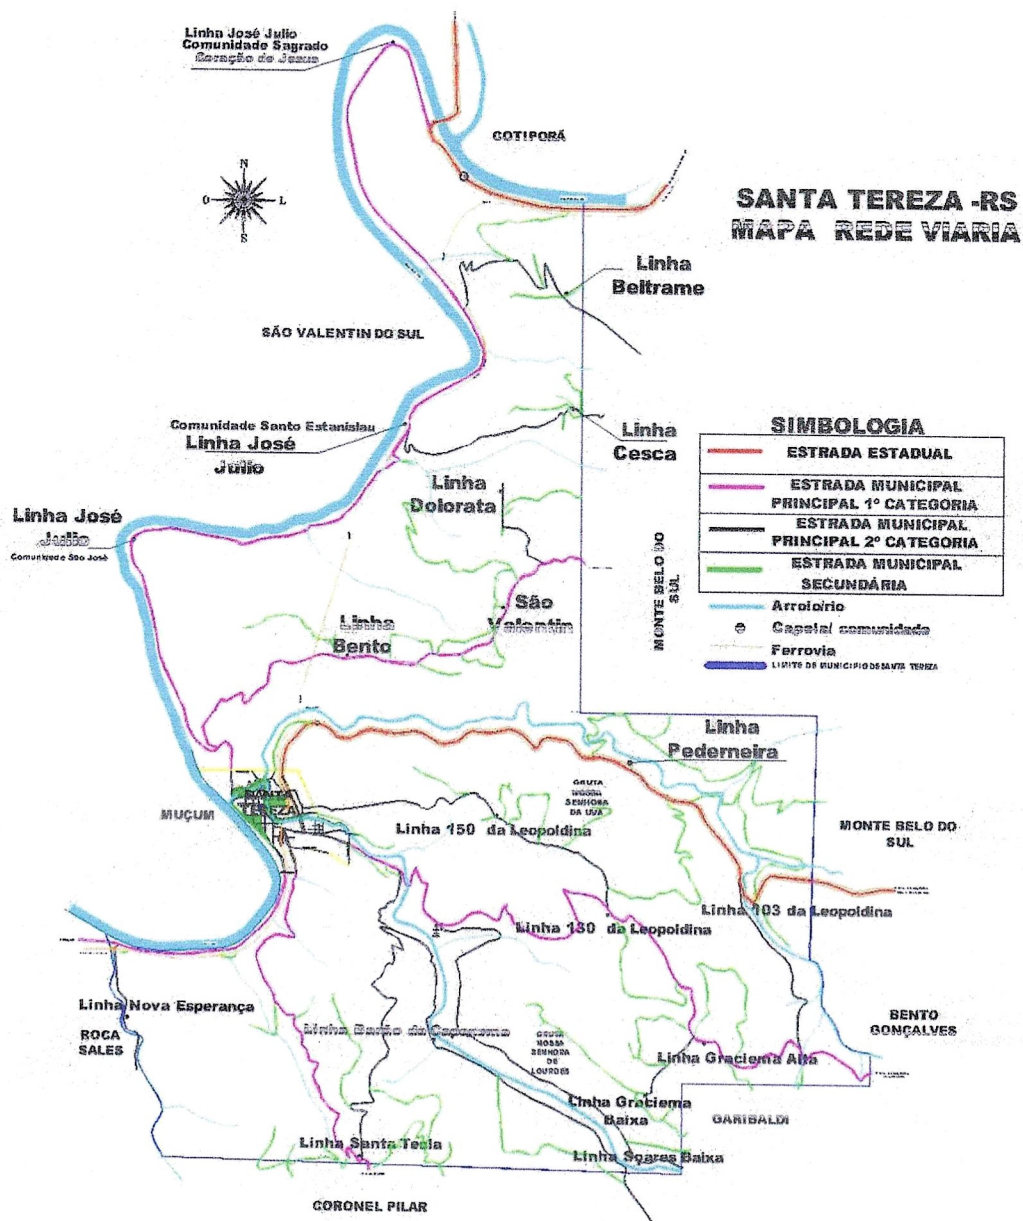 Linha José Julio
Comunidade Sagrado
Coração de Jesus
COTIPORÃ
N
O
L
S
SANTA TEREZA -RS
MAPA REDE VIARIA
Linha
Beltrame
SÃO VALENTIN DO SUL
Comunidade Santo Estanislau
Linha José
Julio
Linha
Cesca
SIMBOLOGIA
ESTRADA ESTADUAL
ESTRADA MUNICIPAL
PRINCIPAL 1º CATEGORIA
ESTRADA MUNICIPAL
PRINCIPAL 2º CATEGORIA
ESTRADA MUNICIPAL
SECUNDÁRIA
Arroio/rio
Capela/ comunidade
Ferrovia
LIMITE DE MUNICIPIO DE SANTA TEREZA
Linha
Dolorata
Linha José
Julio
Comunidade São José
MONTE BELO DO
SUL
São
Valentin
Linha
Bento
Linha
Pederneira
GRUTA
NOSSA
SENHORA
DA UVA
SANTA
TEREZA
MUÇUM
Linha 150 da Leopoldina
MONTE BELO DO
SUL
Linha 103 da Leopoldina
Linha 130 da Leopoldina
Linha Nova Esperança
ROCA
SALES
BENTO
GONÇALVES
GRUTA
NOSSA
SENHORA
DE
LOURDES
Linha Graciema Alta
Linha Graciema
Baixa
GARIBALDI
Linha Santa Tecla
Linha Soares Baixa
CORONEL PILAR